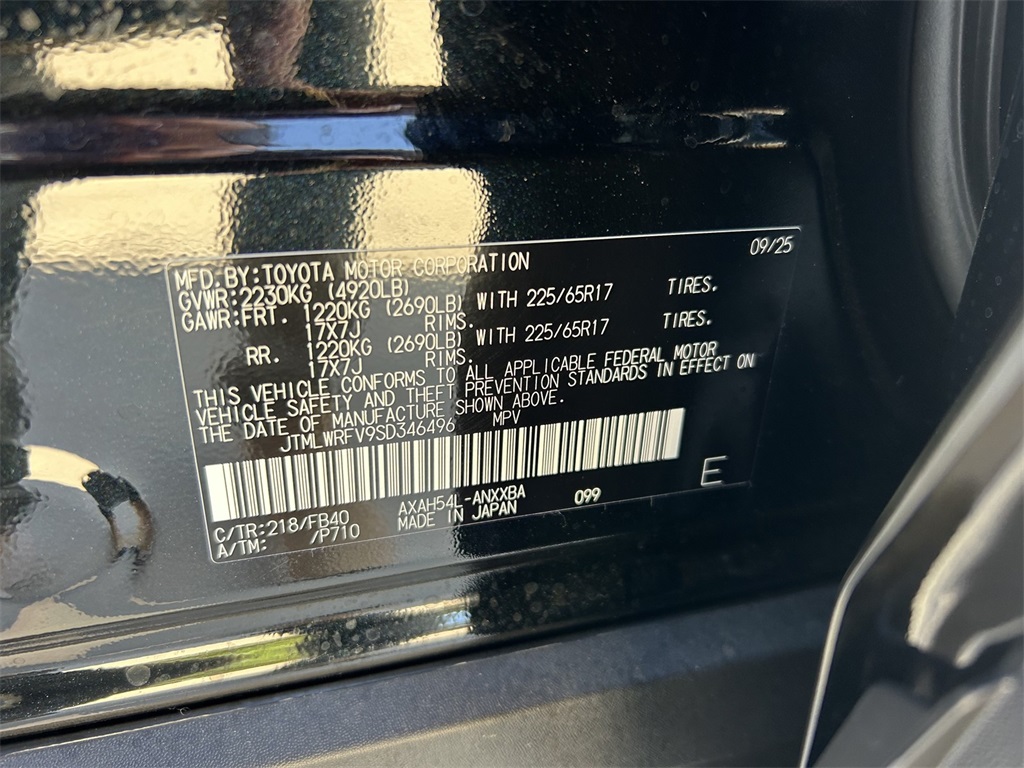 09/25
MFD.BY:TOYOTA MOTOR CORPORATION
GVWR:2230KG (4920LB)
GAWR:FRT. 1220KG (2690LB) WITH 225/65R17 TIRES.
17X7J RIMS.
RR. 1220KG (2690LB) WITH 225/65R17 TIRES.
17X7J RIMS.
THIS VEHICLE CONFORMS TO ALL APPLICABLE FEDERAL MOTOR
VEHICLE SAFETY AND THEFT PREVENTION STANDARDS IN EFFECT ON
THE DATE OF MANUFACTURE SHOWN ABOVE.
JTMLWRFV9SD346496 MPV
E
C/TR:218/FB40 AXAH54L-ANXXBA 099
A/TM: /P710 MADE IN JAPAN